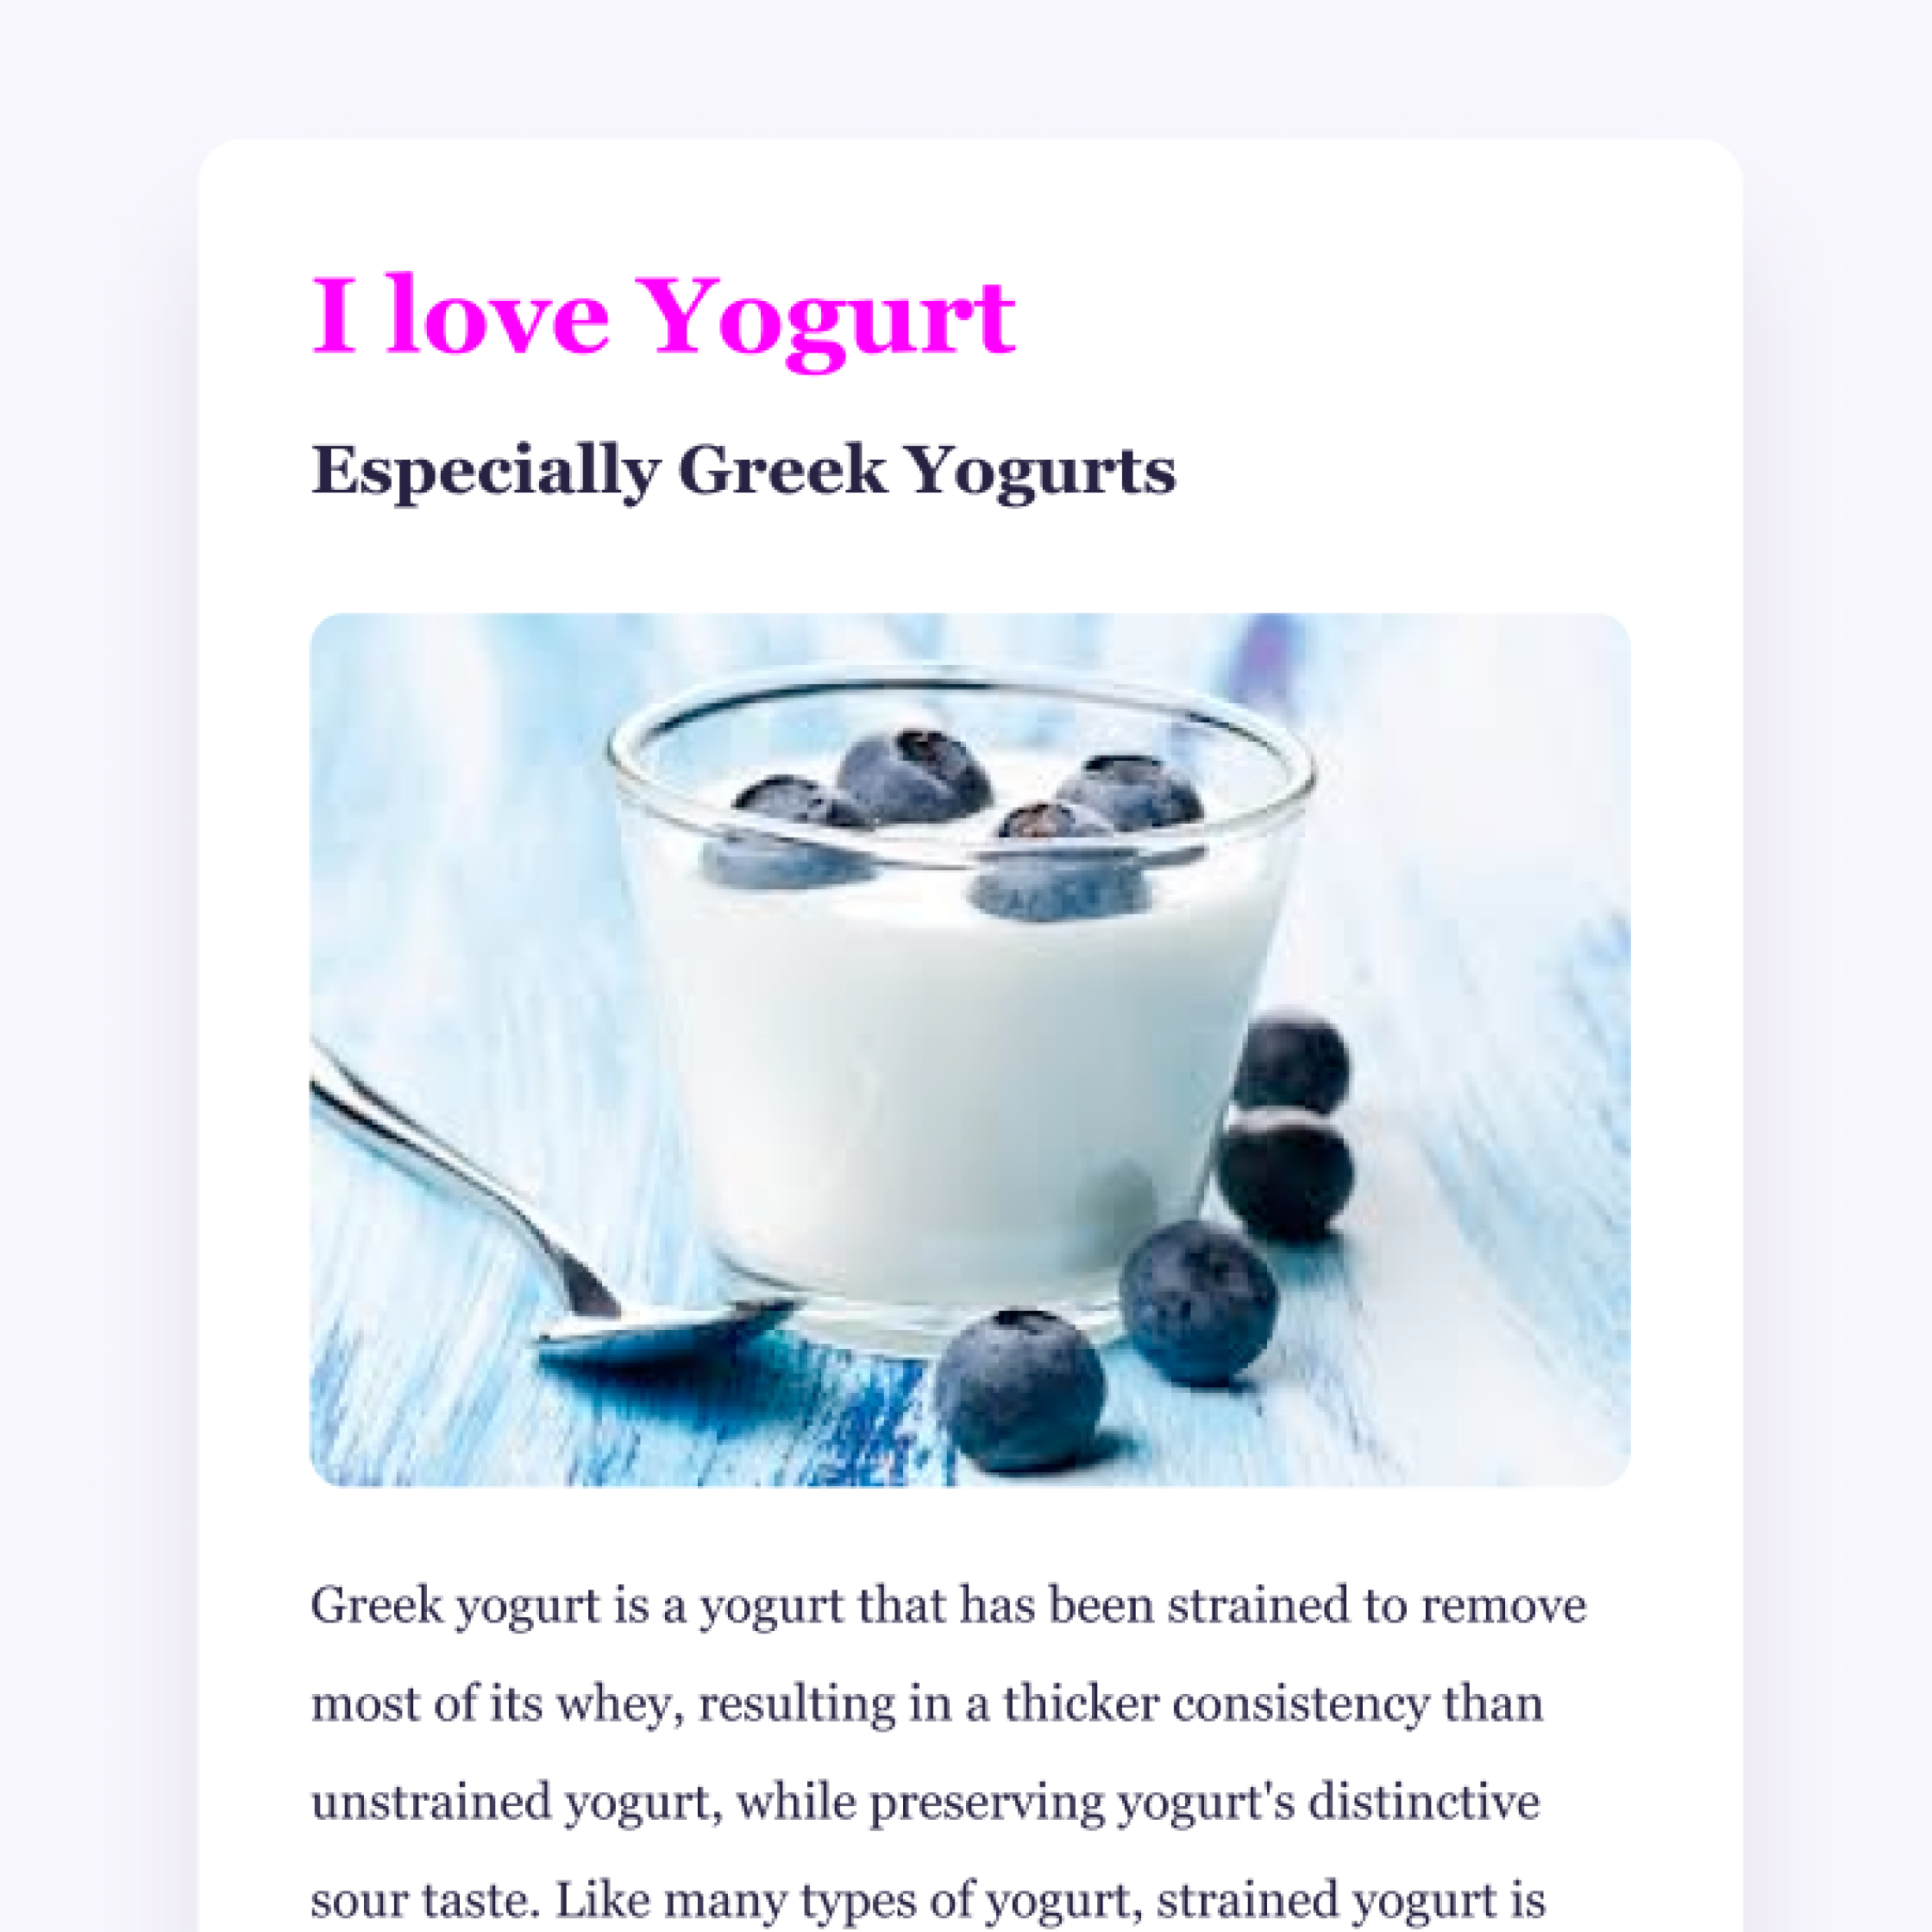 I love Yogurt
Especially Greek Yogurts
Greek yogurt is a yogurt that has been strained to remove
most of its whey, resulting in a thicker consistency than
unstrained yogurt, while preserving yogurt's distinctive
sour taste. Like many types of yogurt, strained yogurt is